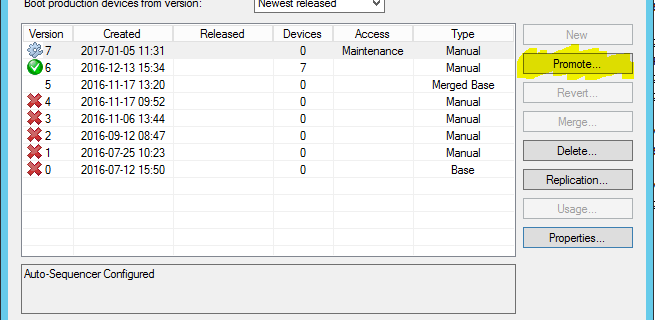 Boot production devices from version: Newest released
Version Created Released Devices Access Type
7 2017-01-05 11:31 0 Maintenance Manual
6 2016-12-13 15:34 7 Manual
5 2016-11-17 13:20 0 Merged Base
4 2016-11-17 09:52 0 Manual
3 2016-11-06 13:44 0 Manual
2 2016-09-12 08:47 0 Manual
1 2016-07-25 10:23 0 Manual
0 2016-07-12 15:50 0 Base
New
Promote...
Revert...
Merge...
Delete...
Replication...
Usage...
Properties...
Auto-Sequencer Configured